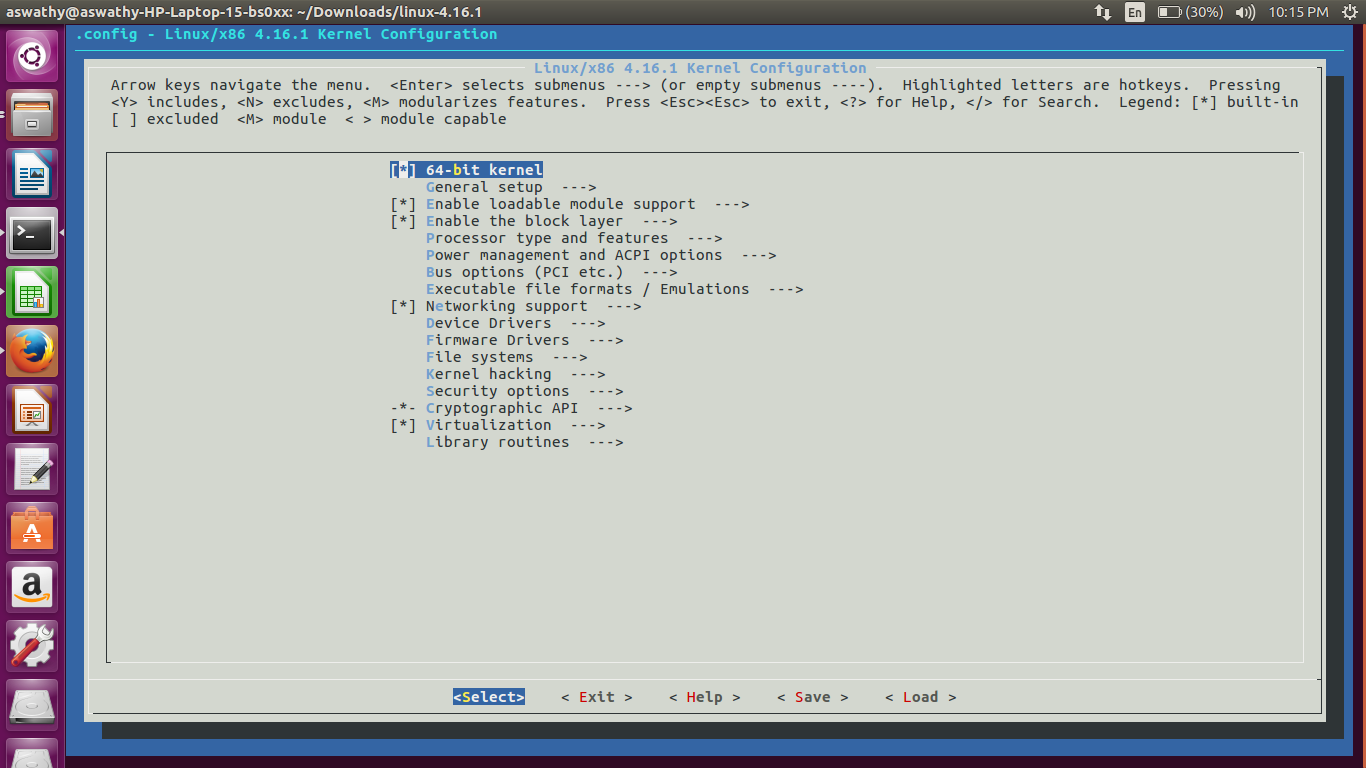 aswathy@aswathy-HP-Laptop-15-bs0xx: ~/Downloads/linux-4.16.1
En (30%) 10:15 PM
.config - Linux/x86 4.16.1 Kernel Configuration
Linux/x86 4.16.1 Kernel Configuration
Arrow keys navigate the menu.  <Enter> selects submenus ---> (or empty submenus ----).  Highlighted letters are hotkeys.  Pressing
<Y> includes, <N> excludes, <M> modularizes features.  Press <Esc><Esc> to exit, <?> for Help, </> for Search.  Legend: [*] built-in
[ ] excluded  <M> module  < > module capable
[*] 64-bit kernel
General setup  --->
[*] Enable loadable module support  --->
[*] Enable the block layer  --->
Processor type and features  --->
Power management and ACPI options  --->
Bus options (PCI etc.)  --->
Executable file formats / Emulations  --->
[*] Networking support  --->
Device Drivers  --->
Firmware Drivers  --->
File systems  --->
Kernel hacking  --->
Security options  --->
-*- Cryptographic API  --->
[*] Virtualization  --->
Library routines  --->
<Select>    < Exit >    < Help >    < Save >    < Load >